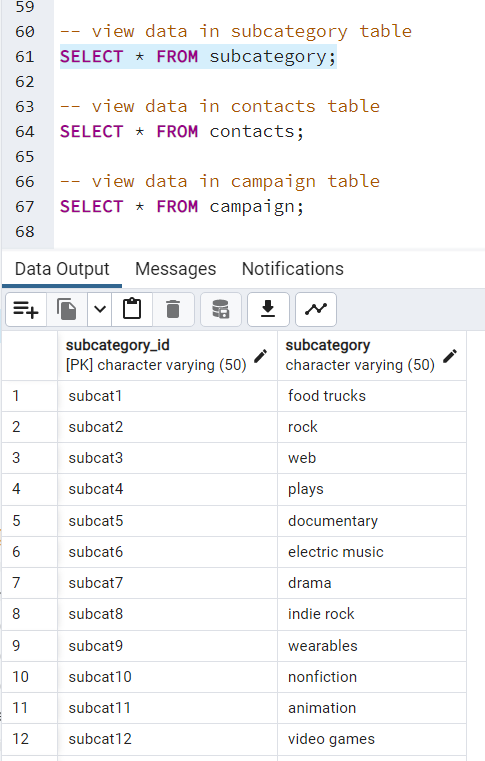 59
60 -- view data in subcategory table
61 SELECT * FROM subcategory;
62
63 -- view data in contacts table
64 SELECT * FROM contacts;
65
66 -- view data in campaign table
67 SELECT * FROM campaign;
68
Data Output Messages Notifications
subcategory_id subcategory
[PK] character varying (50) character varying (50)
1 subcat1 food trucks
2 subcat2 rock
3 subcat3 web
4 subcat4 plays
5 subcat5 documentary
6 subcat6 electric music
7 subcat7 drama
8 subcat8 indie rock
9 subcat9 wearables
10 subcat10 nonfiction
11 subcat11 animation
12 subcat12 video games